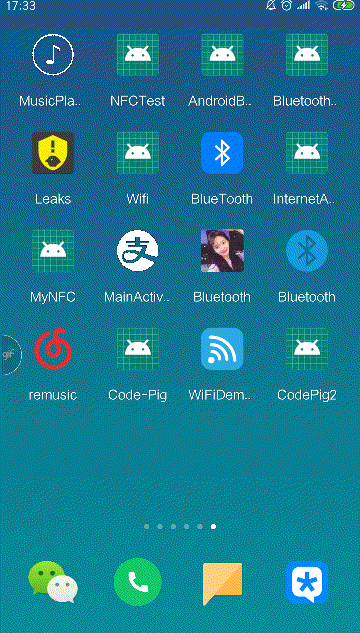 17:33
MusicPla..
NFCTest
AndroidB..
Bluetooth..
Leaks
Wifi
BlueTooth
InternetA..
MyNFC
支
MainActiv..
Bluetooth
Bluetooth
gif
remusic
Code-Pig
WiFiDem..
CodePig2